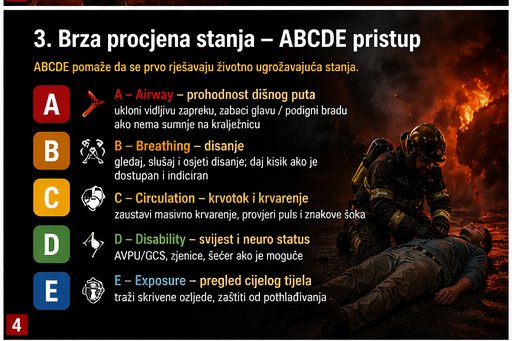 3. Brza procjena stanja – ABCDE pristup
ABCDE pomaže da se prvo rješavaju životno ugrožavajuća stanja.
A
A – Airway – prohodnost dišnog puta
ukloni vidljivu zapreku, zabaci glavu / podigni bradu
ako nema sumnje na kralježnicu
B
B – Breathing – disanje
gledaj, slušaj i osjeti disanje; daj kisik ako je
dostupan i indiciran
C
C – Circulation – krvotok i krvarenje
zaustavi masivno krvarenje, provjeri puls i znakove šoka
D
D – Disability – svijest i neuro status
AVPU/GCS, zjenice, šećer ako je moguće
E
E – Exposure – pregled cijelog tijela
traži skrivene ozljede, zaštiti od pothlađivanja
4